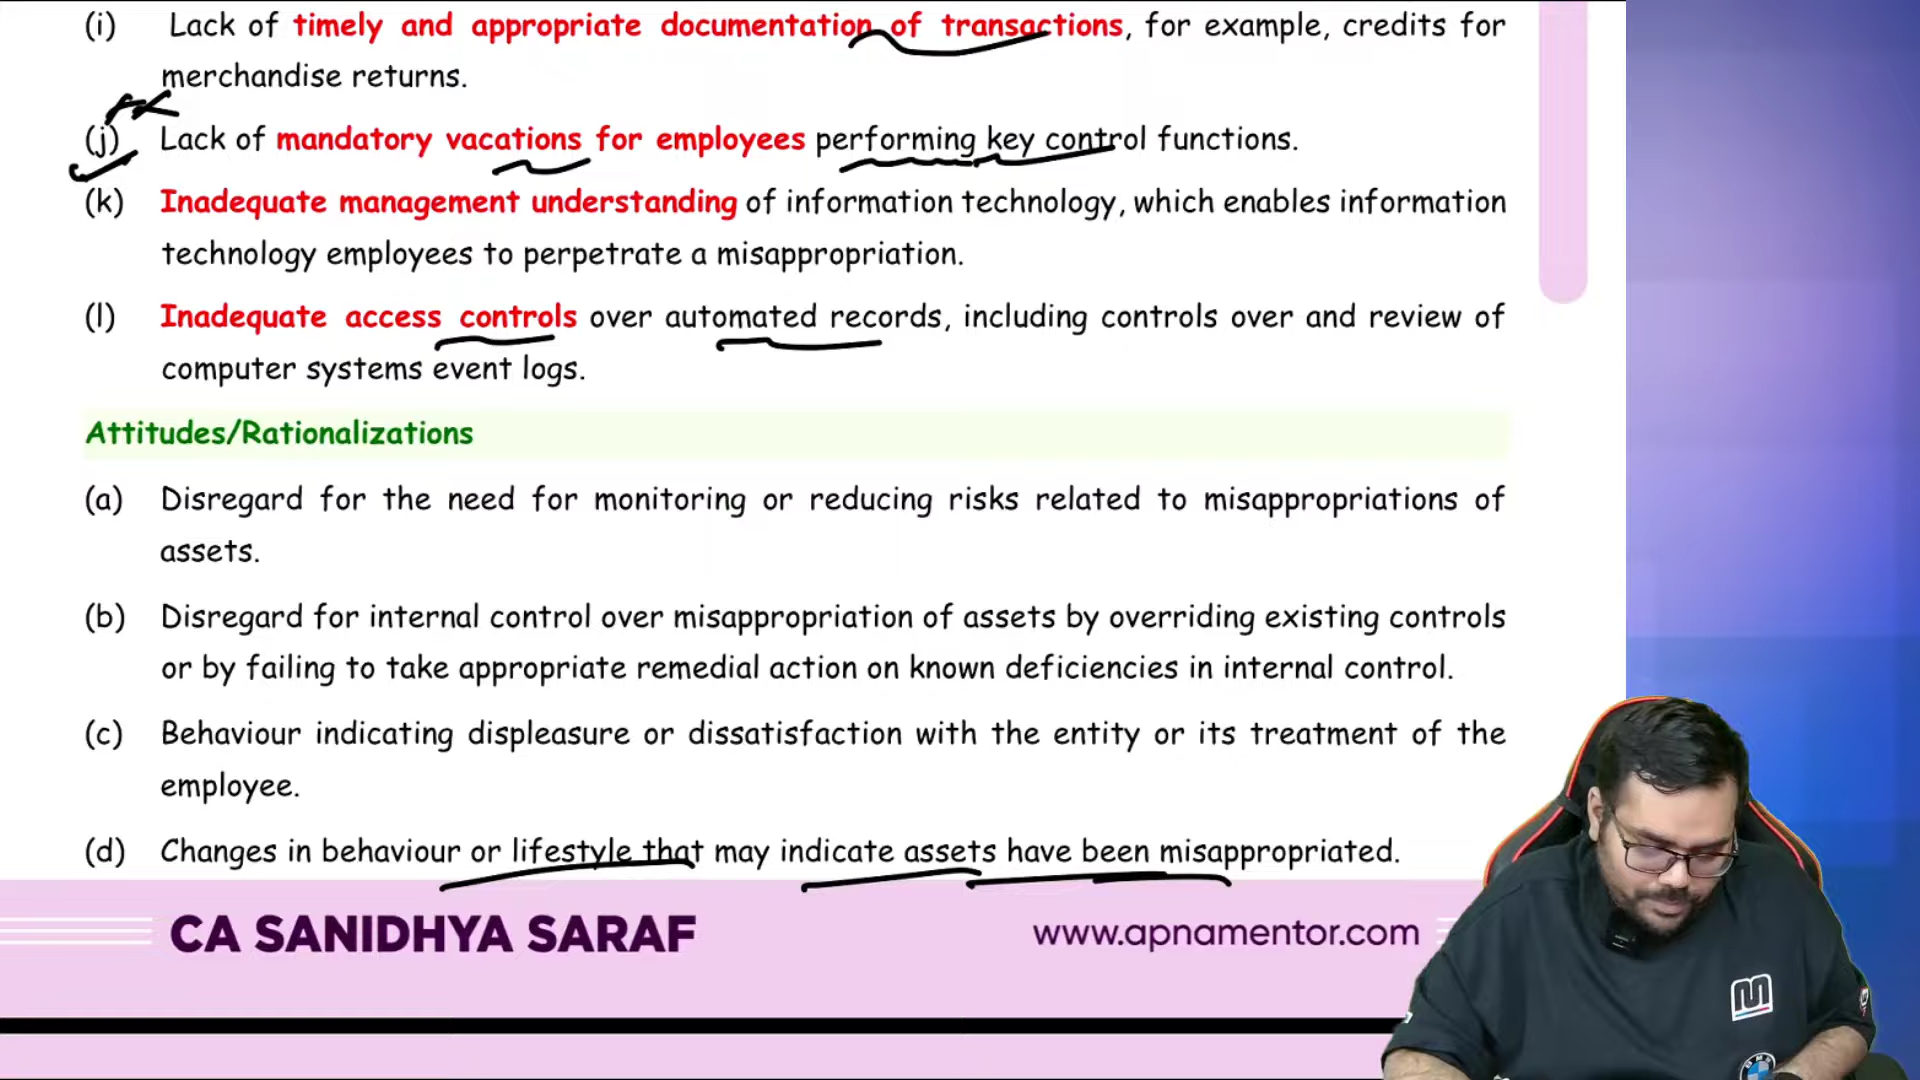 (i) Lack of timely and appropriate documentation of transactions, for example, credits for
merchandise returns.
(j) Lack of mandatory vacations for employees performing key control functions.
(k) Inadequate management understanding of information technology, which enables information
technology employees to perpetrate a misappropriation.
(l) Inadequate access controls over automated records, including controls over and review of
computer systems event logs.
Attitudes/Rationalizations
(a) Disregard for the need for monitoring or reducing risks related to misappropriations of
assets.
(b) Disregard for internal control over misappropriation of assets by overriding existing controls
or by failing to take appropriate remedial action on known deficiencies in internal control.
(c) Behaviour indicating displeasure or dissatisfaction with the entity or its treatment of the
employee.
(d) Changes in behaviour or lifestyle that may indicate assets have been misappropriated.
CA SANIDHYA SARAF
www.apnamentor.com
M